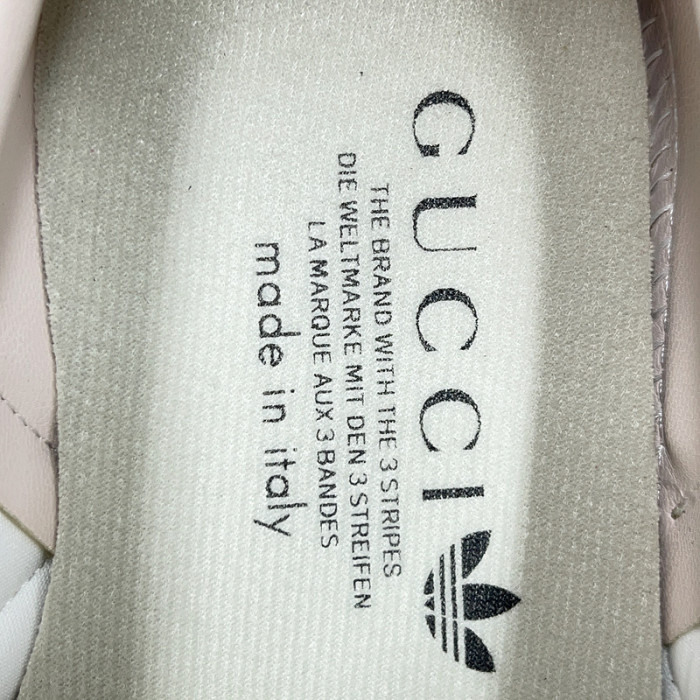 GUCCI
THE BRAND WITH THE 3 STRIPES
DIE WELTMARKE MIT DEN 3 STREIFEN
LA MARQUE AUX 3 BANDES
made in italy